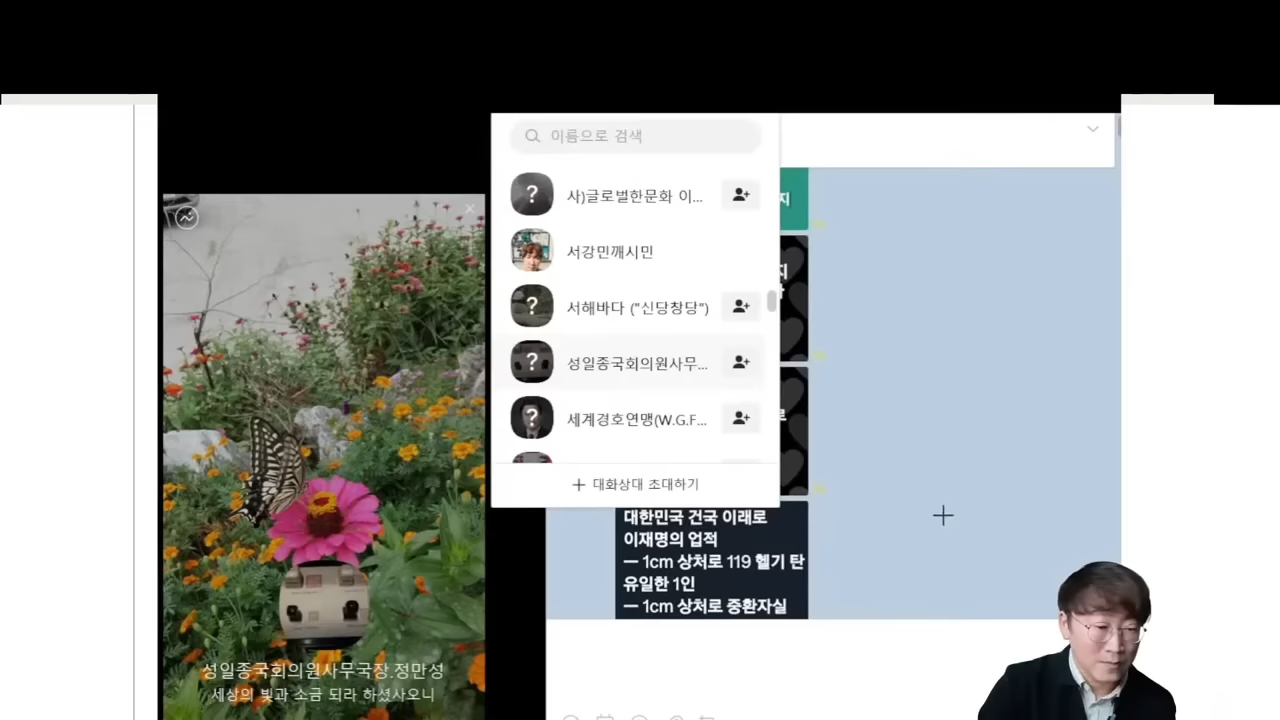 이름으로 검색
사)글로벌한문화 이...
서강민깨시민
서해바다 ("신당창당")
성일종국회의원사무...
세계경호연맹(W.G.F...
+ 대화상대 초대하기
지
대한민국 건국 이래로
이재명의 업적
— 1cm 상처로 119 헬기 탄
유일한 1인
— 1cm 상처로 중환자실
성일종국회의원사무국장.정만성
세상의 빛과 소금 되라 하셨사오니